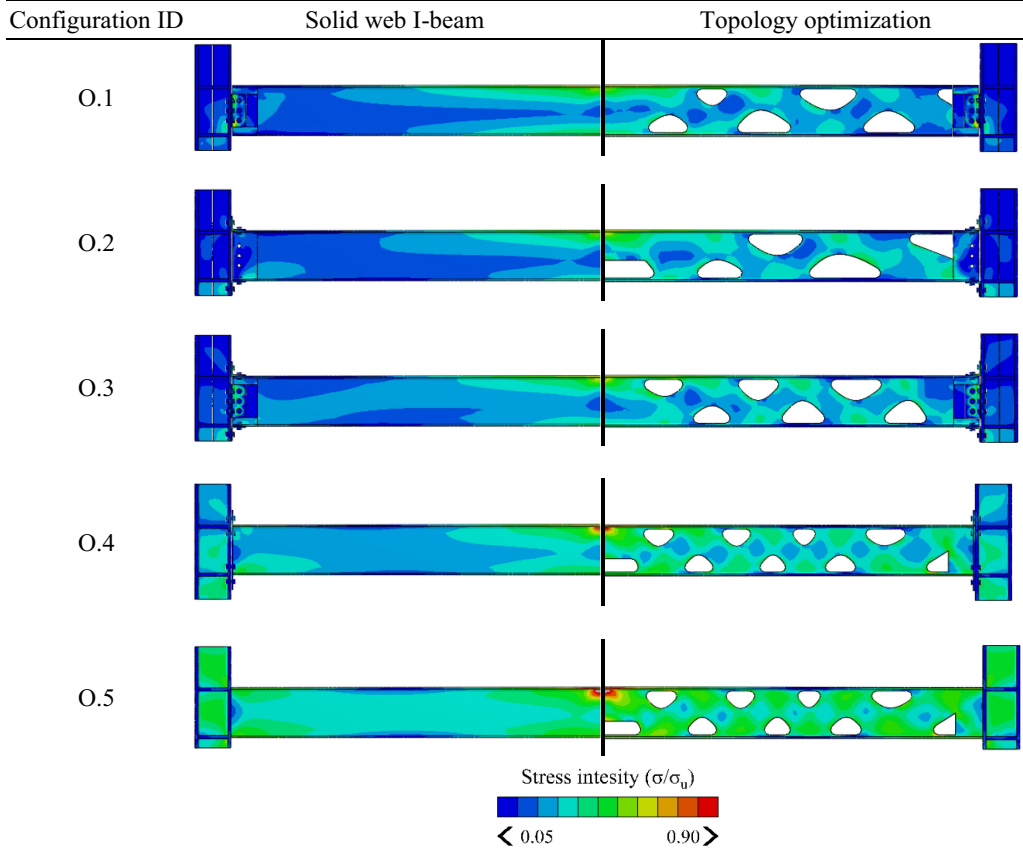 Configuration ID Solid web I-beam Topology optimization
O.1
O.2
O.3
O.4
O.5
Stress intesity (σ/σu)
< 0.05 0.90 >